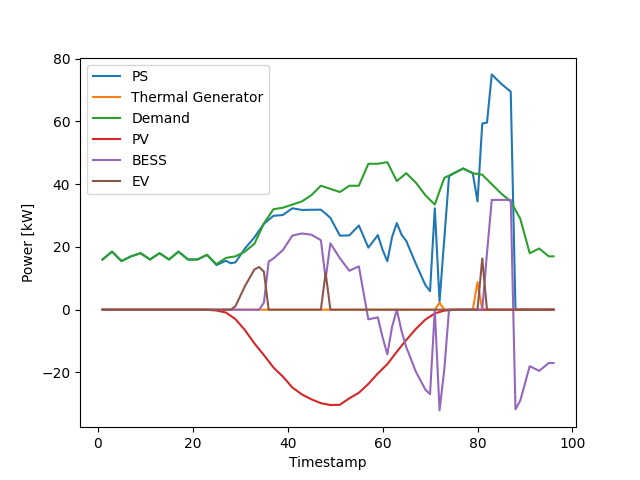 PS
Thermal Generator
Demand
PV
BESS
EV
Power [kW]
80
60
40
20
0
−20
0 20 40 60 80 100
Timestamp